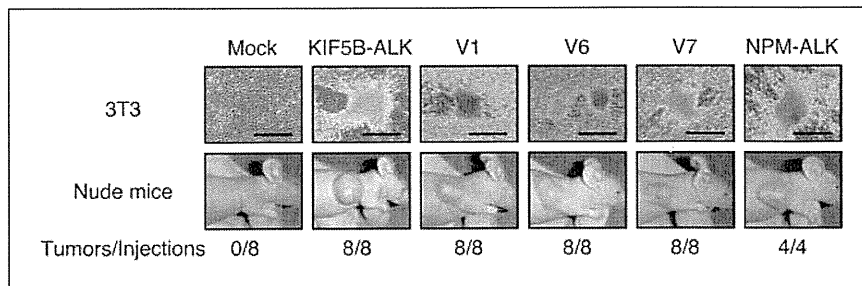 Mock KIF5B-ALK V1 V6 V7 NPM-ALK
3T3
Nude mice
Tumors/Injections 0/8 8/8 8/8 8/8 8/8 4/4